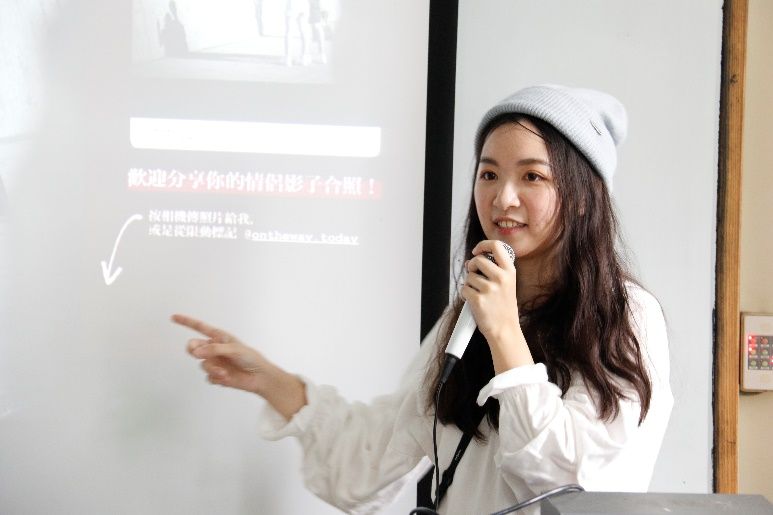 歡迎分享你的情侶影子合照！
按相機傳照片給我，
或是從限動標記 @ontheway.today